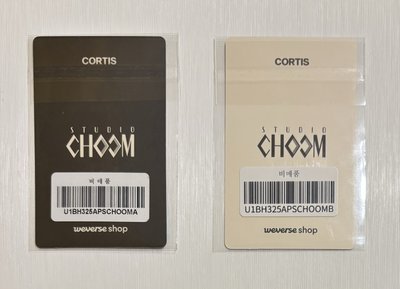 CORTIS
STUDIO
CHOOM
비매품
U1BH325APSCHOOMA
weverse shop
CORTIS
STUDIO
CHOOM
비매품
U1BH325APSCHOOMB
weverse shop